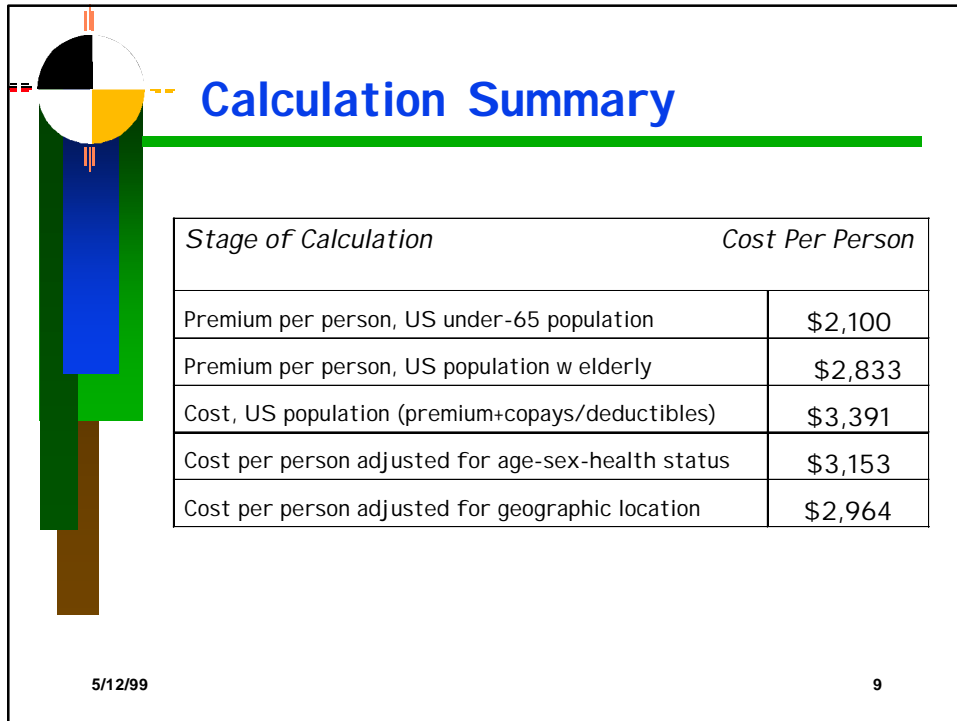 Calculation Summary
Stage of Calculation Cost Per Person
Premium per person, US under-65 population $2,100
Premium per person, US population w elderly $2,833
Cost, US population (premium+copays/deductibles) $3,391
Cost per person adjusted for age-sex-health status $3,153
Cost per person adjusted for geographic location $2,964
5/12/99 9